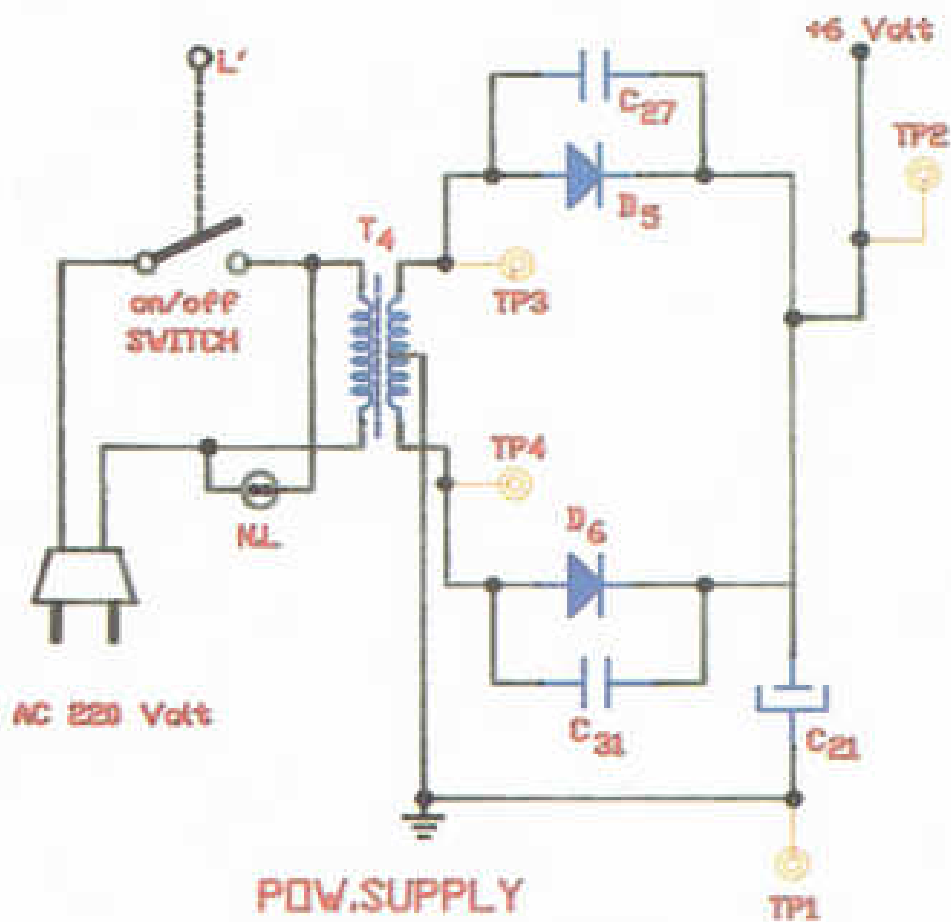 +6 Volt
L'
C27
TP2
D5
T4
TP3
on/off
SWITCH
TP4
D6
N.L
AC 220 Volt
C31
C21
POW.SUPPLY
TP1